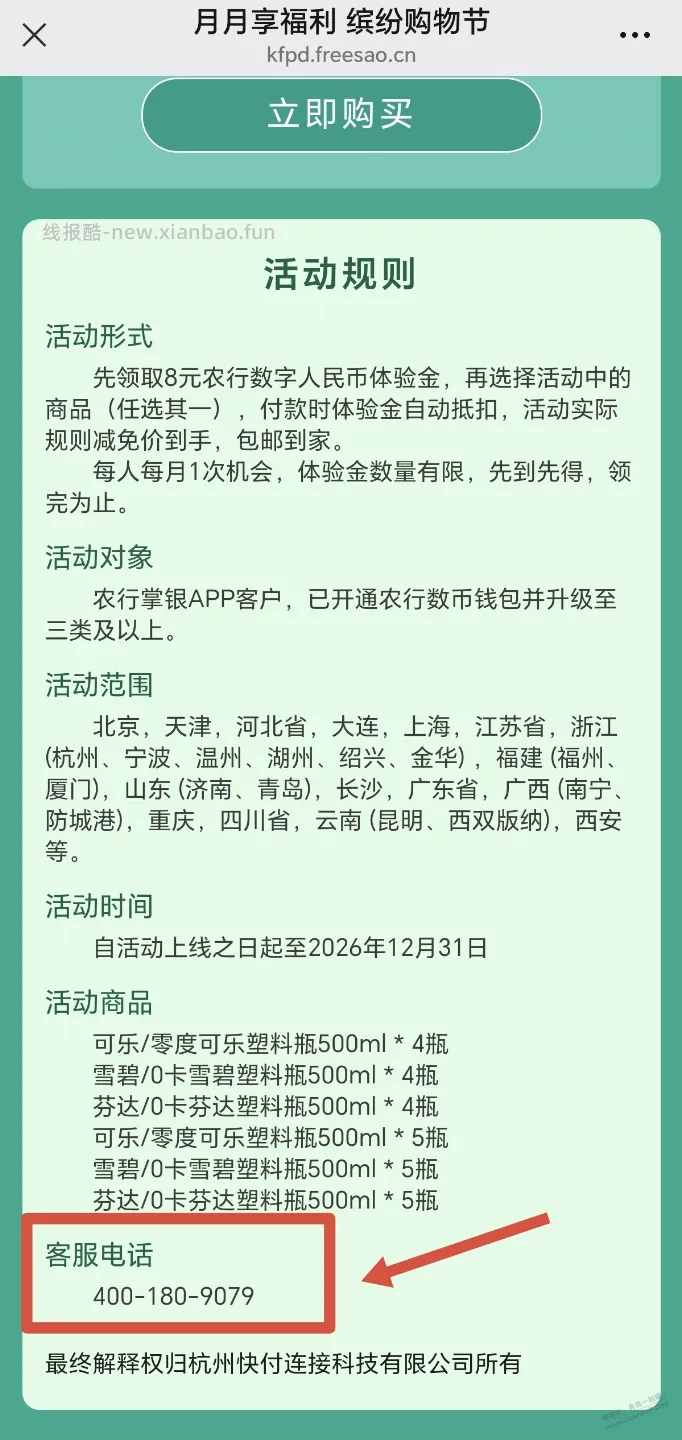 月月享福利 缤纷购物节
kfpd.freesao.cn
立即购买
线报酷-new.xianbao.fun
活动规则
活动形式
先领取8元农行数字人民币体验金，再选择活动中的
商品（任选其一），付款时体验金自动抵扣，活动实际
规则减免价到手，包邮到家。
每人每月1次机会，体验金数量有限，先到先得，领
完为止。
活动对象
农行掌银APP客户，已开通农行数币钱包并升级至
三类及以上。
活动范围
北京，天津，河北省，大连，上海，江苏省，浙江
(杭州、宁波、温州、湖州、绍兴、金华)，福建 (福州、
厦门)，山东 (济南、青岛)，长沙，广东省，广西 (南宁、
防城港)，重庆，四川省，云南 (昆明、西双版纳)，西安
等。
活动时间
自活动上线之日起至2026年12月31日
活动商品
可乐/零度可乐塑料瓶500ml * 4瓶
雪碧/0卡雪碧塑料瓶500ml * 4瓶
芬达/0卡芬达塑料瓶500ml * 4瓶
可乐/零度可乐塑料瓶500ml * 5瓶
雪碧/0卡雪碧塑料瓶500ml * 5瓶
芬达/0卡芬达塑料瓶500ml * 5瓶
客服电话
400-180-9079
最终解释权归杭州快付连接科技有限公司所有